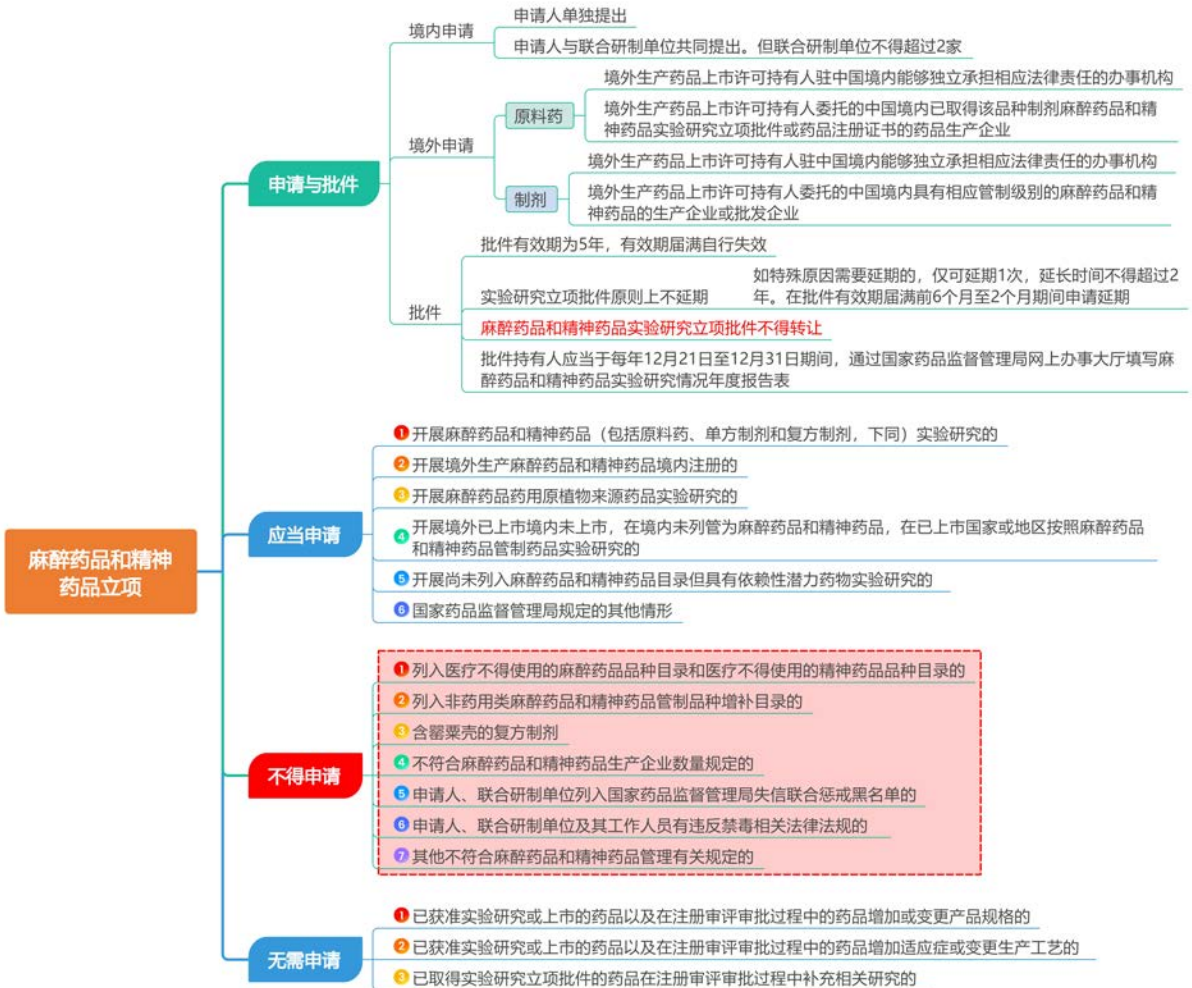 麻醉药品和精神
药品立项
申请与批件
境内申请
申请人单独提出
申请人与联合研制单位共同提出。但联合研制单位不得超过2家
境外申请
原料药
境外生产药品上市许可持有人驻中国境内能够独立承担相应法律责任的办事机构
境外生产药品上市许可持有人委托的中国境内已取得该品种制剂麻醉药品和精
神药品实验研究立项批件或药品注册证书的药品生产企业
制剂
境外生产药品上市许可持有人驻中国境内能够独立承担相应法律责任的办事机构
境外生产药品上市许可持有人委托的中国境内具有相应管制级别的麻醉药品和精
神药品的生产企业或批发企业
批件
批件有效期为5年，有效期届满自行失效
实验研究立项批件原则上不延期
如特殊原因需要延期的，仅可延期1次，延长时间不得超过2
年。在批件有效期届满前6个月至2个月期间申请延期
麻醉药品和精神药品实验研究立项批件不得转让
批件持有人应当于每年12月21日至12月31日期间，通过国家药品监督管理局网上办事大厅填写麻
醉药品和精神药品实验研究情况年度报告表
应当申请
1 开展麻醉药品和精神药品（包括原料药、单方制剂和复方制剂，下同）实验研究的
2 开展境外生产麻醉药品和精神药品境内注册的
3 开展麻醉药品药用原植物来源药品实验研究的
4 开展境外已上市境内未上市，在境内未列管为麻醉药品和精神药品，在已上市国家或地区按照麻醉药品
和精神药品管制药品实验研究的
5 开展尚未列入麻醉药品和精神药品目录但具有依赖性潜力药物实验研究的
6 国家药品监督管理局规定的其他情形
不得申请
1 列入医疗不得使用的麻醉药品品种目录和医疗不得使用的精神药品品种目录的
2 列入非药用类麻醉药品和精神药品管制品种增补目录的
3 含罂粟壳的复方制剂
4 不符合麻醉药品和精神药品生产企业数量规定的
5 申请人、联合研制单位列入国家药品监督管理局失信联合惩戒黑名单的
6 申请人、联合研制单位及其工作人员有违反禁毒相关法律法规的
7 其他不符合麻醉药品和精神药品管理有关规定的
无需申请
1 已获准实验研究或上市的药品以及在注册审评审批过程中的药品增加或变更产品规格的
2 已获准实验研究或上市的药品以及在注册审评审批过程中的药品增加适应症或变更生产工艺的
3 已取得实验研究立项批件的药品在注册审评审批过程中补充相关研究的